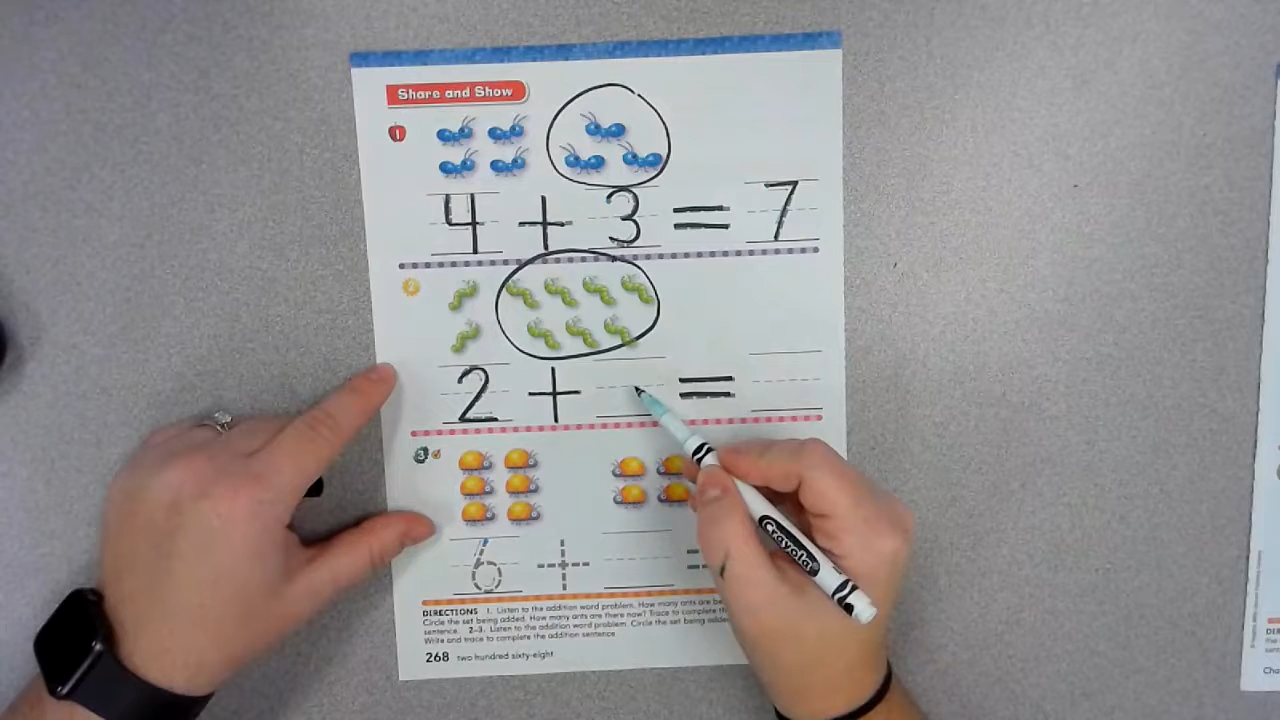 Share and Show
1
4 + 3 = 7
2
2 + =
3
6 + =
DIRECTIONS 1. Listen to the addition word problem. How many ants are be
Circle the set being added. How many ants are there now? Trace to complete the
sentence. 2–3. Listen to the addition word problem. Circle the set being adde
Write and trace to complete the addition sentence.
268 two hundred sixty-eight
Crayola